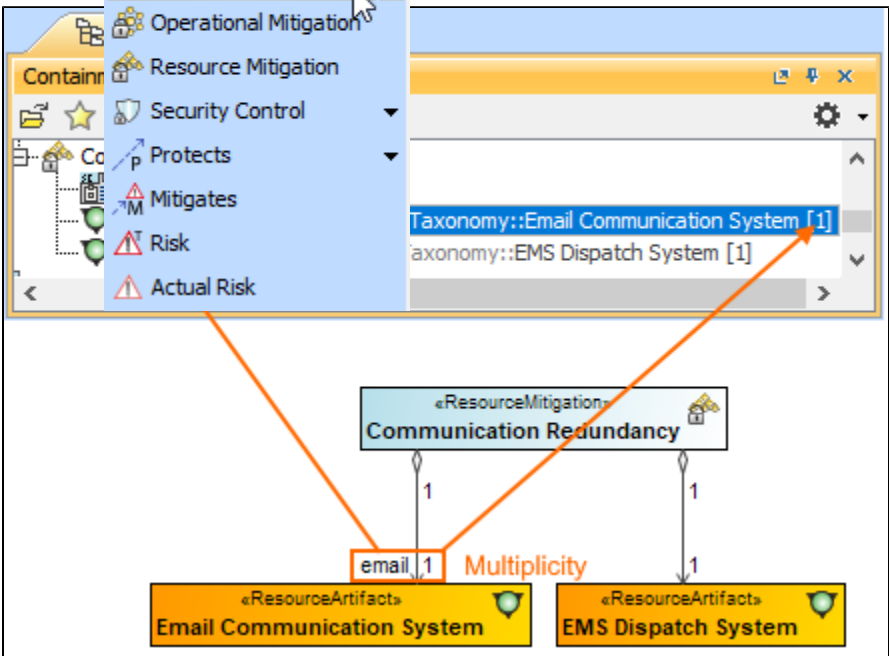 Operational Mitigation
Containm
Resource Mitigation
Security Control
Co
Protects
Mitigates
Taxonomy::Email Communication System [1]
Risk
axonomy::EMS Dispatch System [1]
Actual Risk
«ResourceMitigation»
Communication Redundancy
1
1
email 1
Multiplicity
1
«ResourceArtifact»
Email Communication System
«ResourceArtifact»
EMS Dispatch System